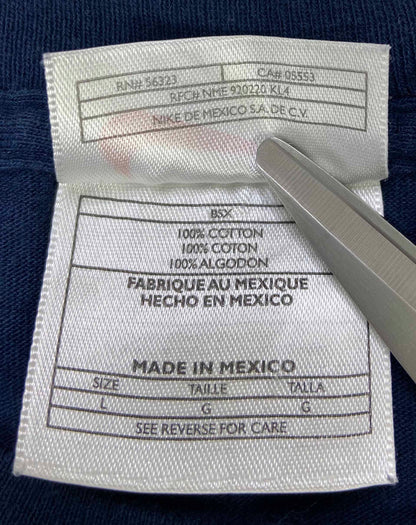 RN# 56323 CA# 05553
RFC# NME 920220 KL4
NIKE DE MEXICO S.A. DE C.V.
BSX
100% COTTON
100% COTON
100% ALGODON
FABRIQUE AU MEXIQUE
HECHO EN MEXICO
MADE IN MEXICO
SIZE TAILLE TALLA
L G G
SEE REVERSE FOR CARE